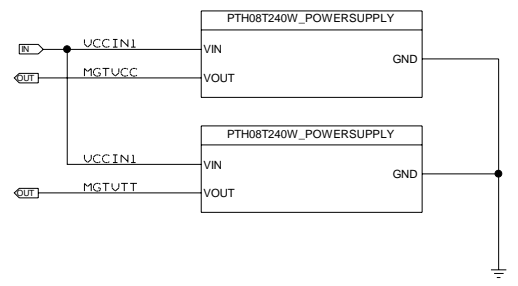 PTH08T240W_POWERSUPPLY
IN VCCIN1 VIN
GND
OUT MGTVCC VOUT
PTH08T240W_POWERSUPPLY
VCCIN1 VIN
GND
OUT MGTVTT VOUT